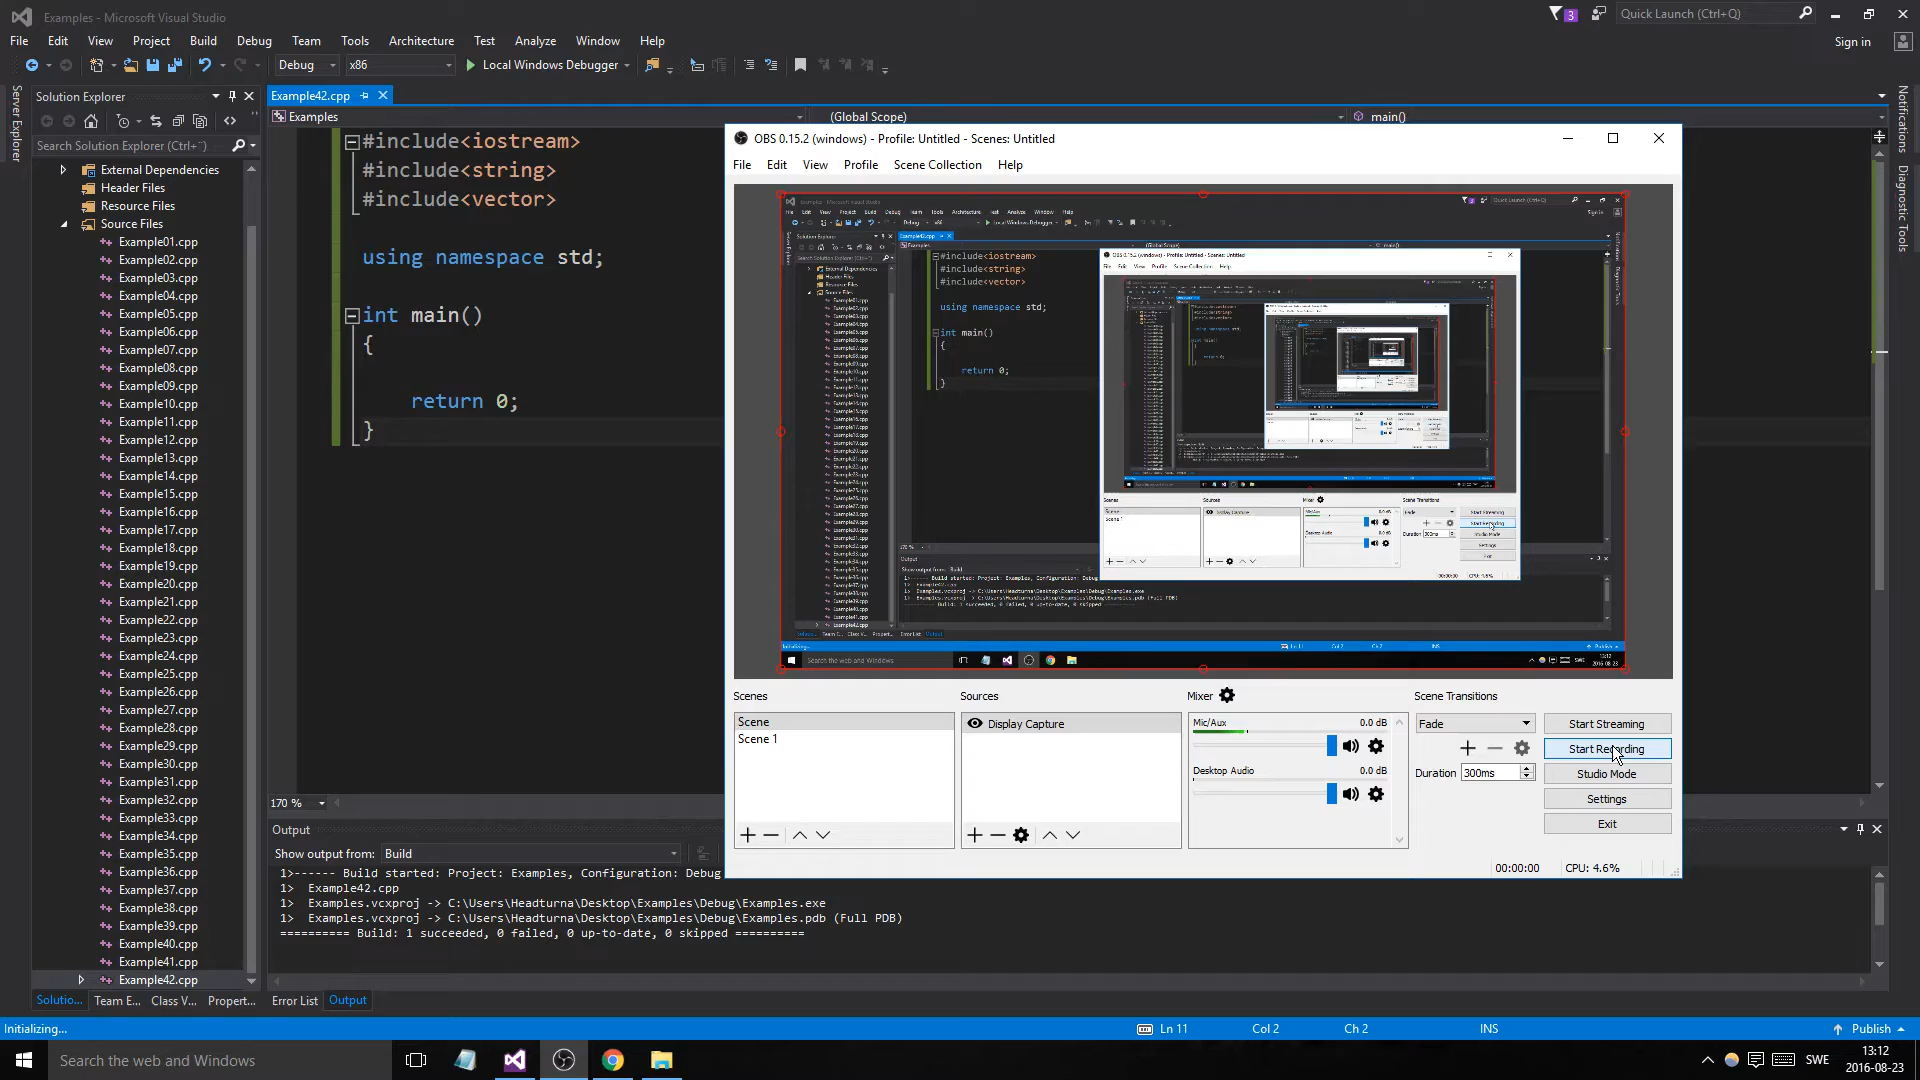 Examples - Microsoft Visual Studio
3
Quick Launch (Ctrl+Q)
File Edit View Project Build Debug Team Tools Architecture Test Analyze Window Help
Sign in
Debug x86 Local Windows Debugger
Server Explorer
Solution Explorer
Search Solution Explorer (Ctrl+¨)
External Dependencies
Header Files
Resource Files
Source Files
Example01.cpp
Example02.cpp
Example03.cpp
Example04.cpp
Example05.cpp
Example06.cpp
Example07.cpp
Example08.cpp
Example09.cpp
Example10.cpp
Example11.cpp
Example12.cpp
Example13.cpp
Example14.cpp
Example15.cpp
Example16.cpp
Example17.cpp
Example18.cpp
Example19.cpp
Example20.cpp
Example21.cpp
Example22.cpp
Example23.cpp
Example24.cpp
Example25.cpp
Example26.cpp
Example27.cpp
Example28.cpp
Example29.cpp
Example30.cpp
Example31.cpp
Example32.cpp
Example33.cpp
Example34.cpp
Example35.cpp
Example36.cpp
Example37.cpp
Example38.cpp
Example39.cpp
Example40.cpp
Example41.cpp
Example42.cpp
Solutio... Team E... Class V... Propert...
Example42.cpp
Examples (Global Scope) main()
#include<iostream>
#include<string>
#include<vector>
using namespace std;
int main()
{
return 0;
}
170 %
Output
Show output from: Build
1>------ Build started: Project: Examples, Configuration: Debug
1> Example42.cpp
1> Examples.vcxproj -> C:\Users\Headturna\Desktop\Examples\Debug\Examples.exe
1> Examples.vcxproj -> C:\Users\Headturna\Desktop\Examples\Debug\Examples.pdb (Full PDB)
========== Build: 1 succeeded, 0 failed, 0 up-to-date, 0 skipped ==========
Error List Output
OBS 0.15.2 (windows) - Profile: Untitled - Scenes: Untitled
File Edit View Profile Scene Collection Help
#include<iostream>
#include<string>
#include<vector>
using namespace std;
int main()
{
return 0;
}
Scenes
Scene
Scene 1
Sources
Display Capture
Mixer
Mic/Aux 0.0 dB
Desktop Audio 0.0 dB
Scene Transitions
Fade
Duration 300ms
Start Streaming
Start Recording
Studio Mode
Settings
Exit
00:00:00 CPU: 4.6%
Notifications
Diagnostic Tools
Initializing...
Ln 11 Col 2 Ch 2 INS
Publish
Search the web and Windows
SWE
13:12
2016-08-23